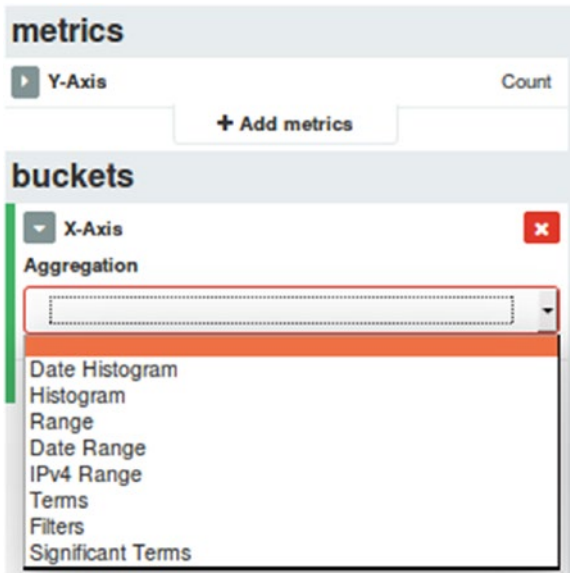 metrics
Y-Axis Count
+ Add metrics
buckets
X-Axis
Aggregation
Date Histogram
Histogram
Range
Date Range
IPv4 Range
Terms
Filters
Significant Terms